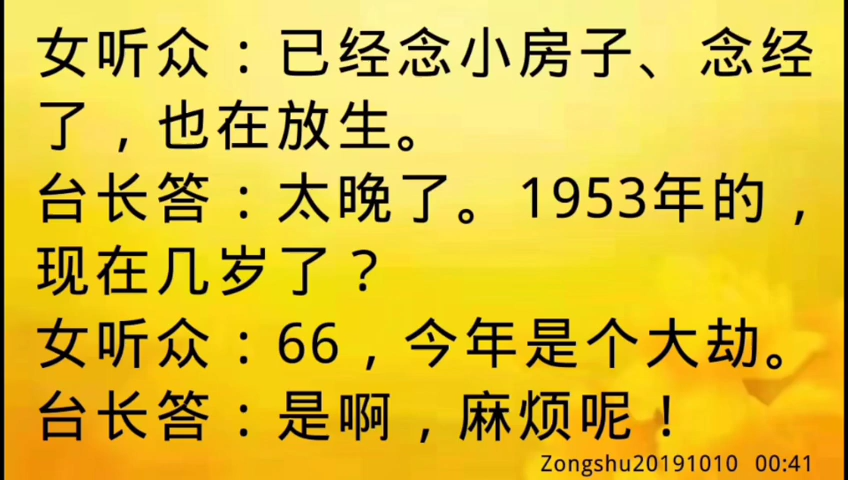 女听众：已经念小房子、念经
了，也在放生。
台长答：太晚了。1953年的，
现在几岁了？
女听众：66，今年是个大劫。
台长答：是啊，麻烦呢！
Zongshu20191010 00:41